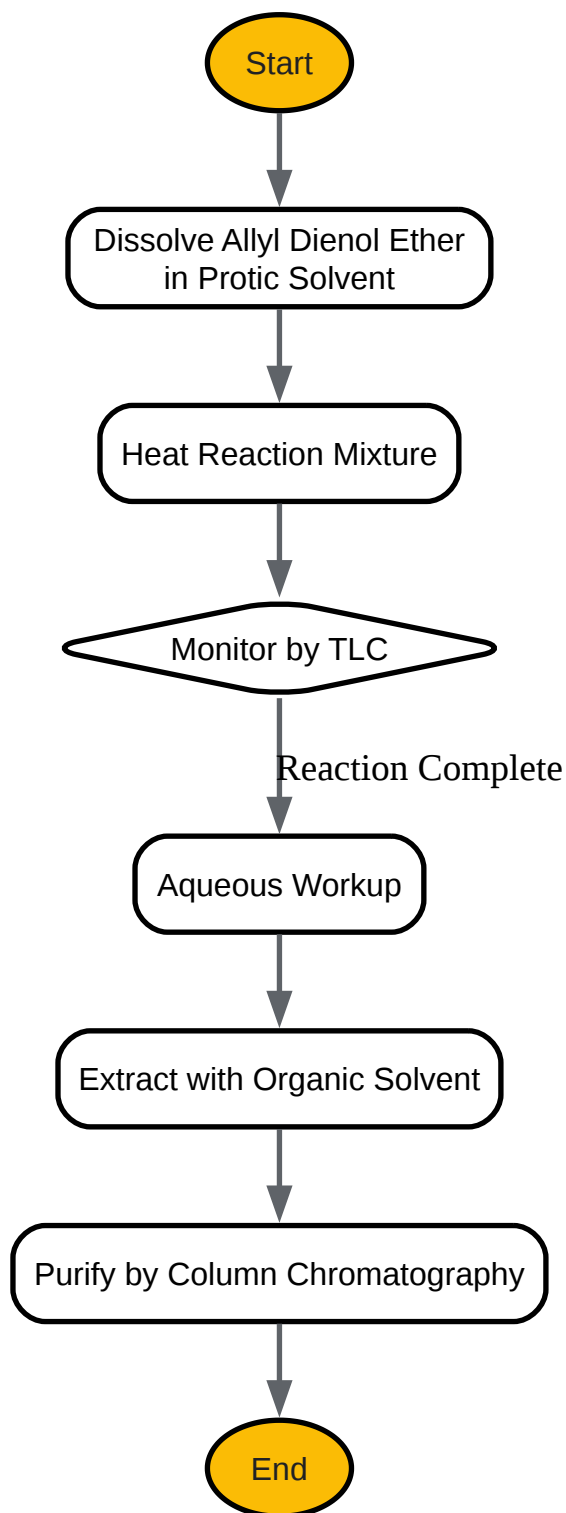 Start
Dissolve Allyl Dienol Ether
in Protic Solvent
Heat Reaction Mixture
Monitor by TLC
Reaction Complete
Aqueous Workup
Extract with Organic Solvent
Purify by Column Chromatography
End